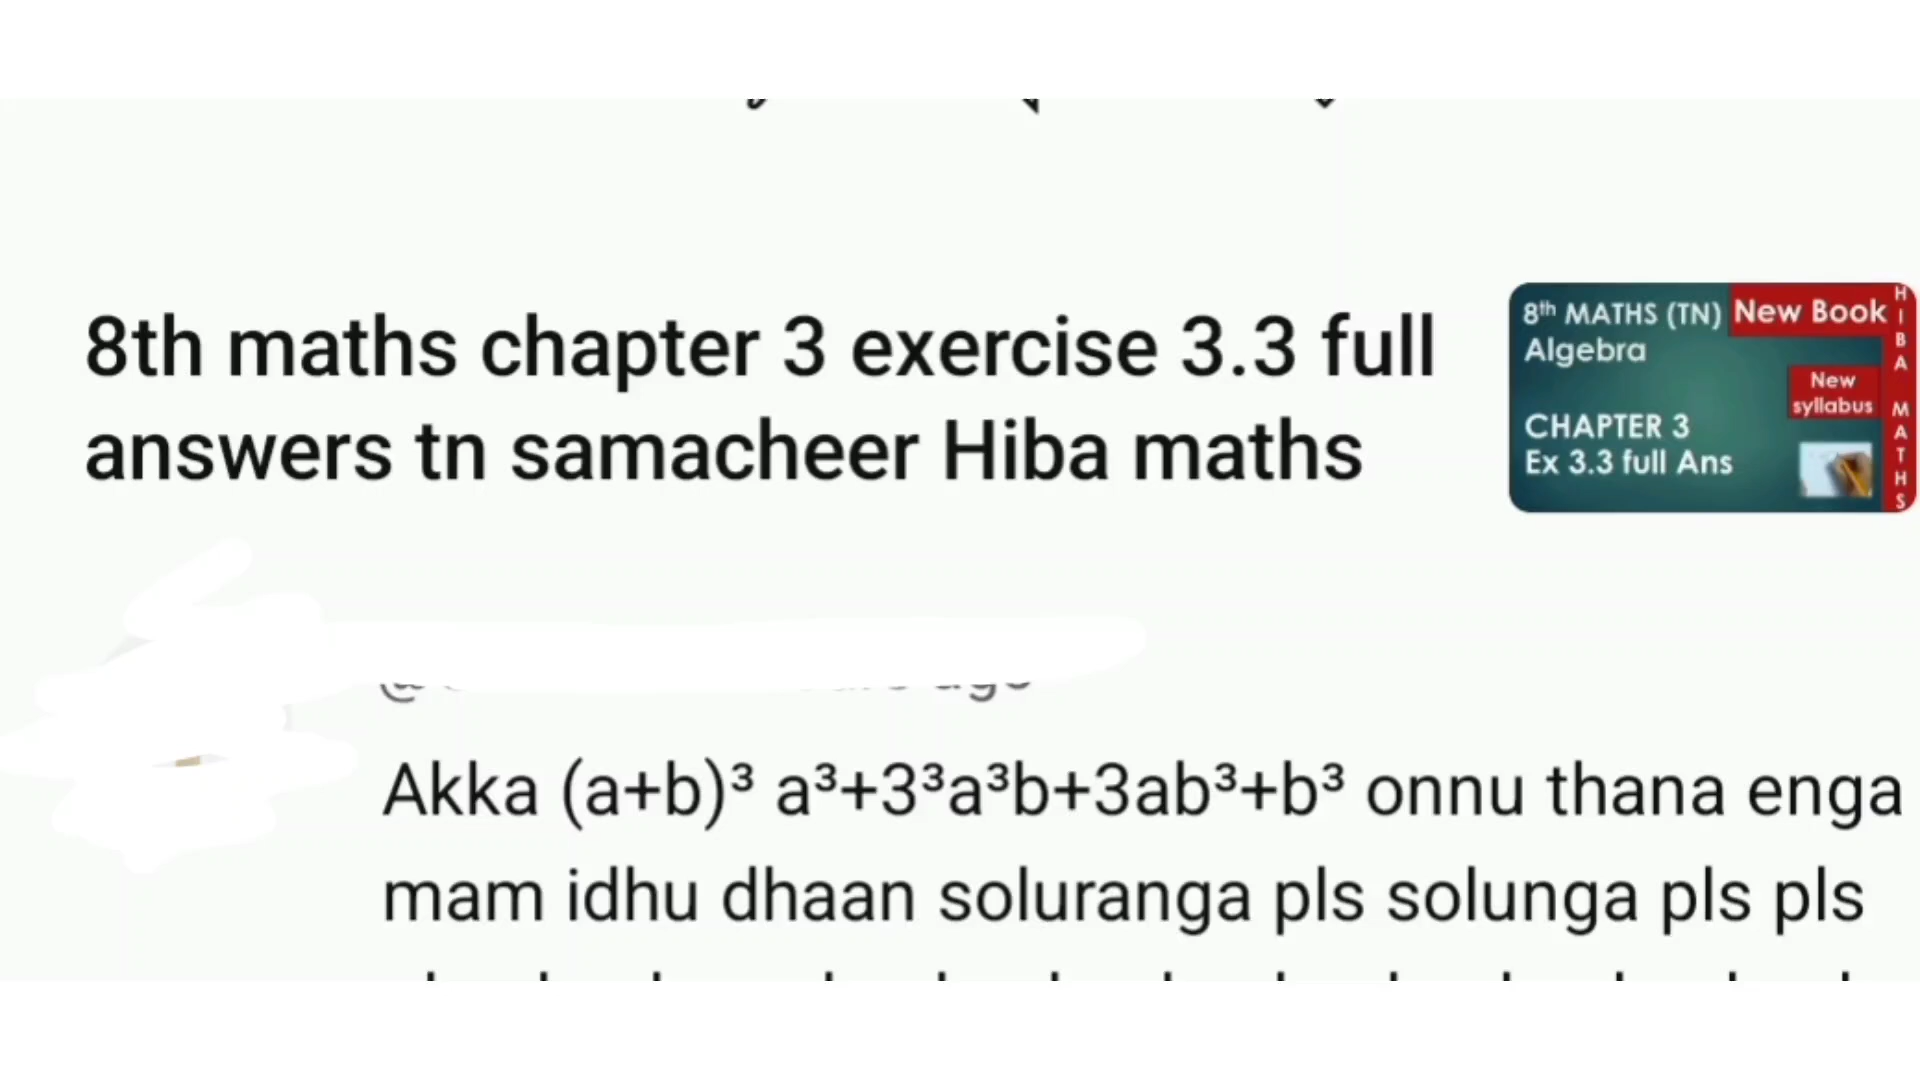 8th maths chapter 3 exercise 3.3 full
answers tn samacheer Hiba maths
8th MATHS (TN) New Book
Algebra
New
syllabus
CHAPTER 3
Ex 3.3 full Ans
HIBA MATHS
Akka (a+b)³ a³+3³a³b+3ab³+b³ onnu thana enga
mam idhu dhaan soluranga pls solunga pls pls